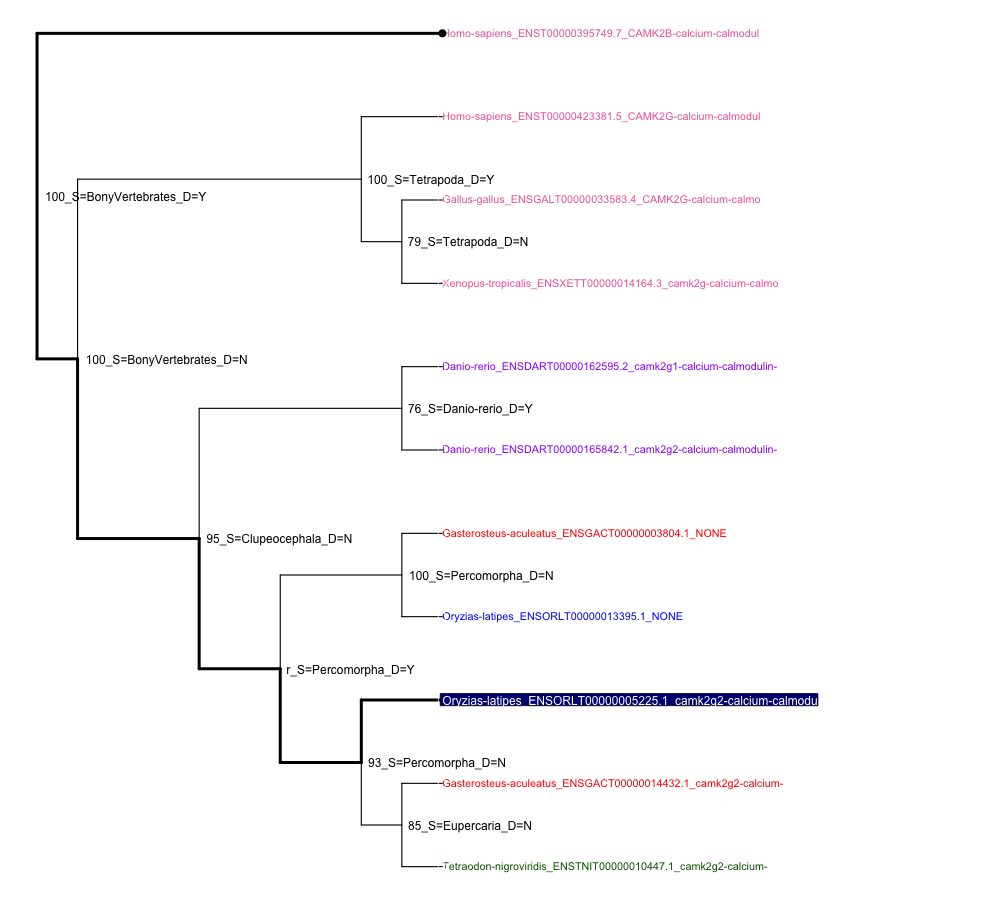 Homo-sapiens_ENST00000395749.7_CAMK2B-calcium-calmodul
Homo-sapiens_ENST00000423381.5_CAMK2G-calcium-calmodul
100_S=Tetrapoda_D=Y
100_S=BonyVertebrates_D=Y
Gallus-gallus_ENSGALT00000033583.4_CAMK2G-calcium-calmo
79_S=Tetrapoda_D=N
Xenopus-tropicalis_ENSXETT00000014164.3_camk2g-calcium-calmo
100_S=BonyVertebrates_D=N
Danio-rerio_ENSDART00000162595.2_camk2g1-calcium-calmodulin-
76_S=Danio-rerio_D=Y
Danio-rerio_ENSDART00000165842.1_camk2g2-calcium-calmodulin-
Gasterosteus-aculeatus_ENSGACT00000003804.1_NONE
95_S=Clupeocephala_D=N
100_S=Percomorpha_D=N
Oryzias-latipes_ENSORLT00000013395.1_NONE
r_S=Percomorpha_D=Y
Oryzias-latipes_ENSORLT00000005225.1_camk2g2-calcium-calmodu
93_S=Percomorpha_D=N
Gasterosteus-aculeatus_ENSGACT00000014432.1_camk2g2-calcium-
85_S=Eupercaria_D=N
Tetraodon-nigroviridis_ENSTNIT00000010447.1_camk2g2-calcium-